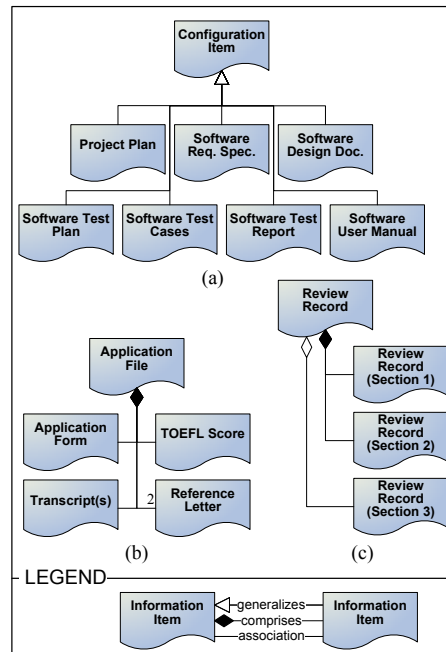 Configuration
Item
Project Plan
Software
Req. Spec.
Software
Design Doc.
Software Test
Plan
Software Test
Cases
Software Test
Report
Software
User Manual
(a)
Application
File
Application
Form
TOEFL Score
Transcript(s)
2
Reference
Letter
(b)
Review
Record
Review
Record
(Section 1)
Review
Record
(Section 2)
Review
Record
(Section 3)
(c)
LEGEND
Information
Item
generalizes
comprises
association
Information
Item